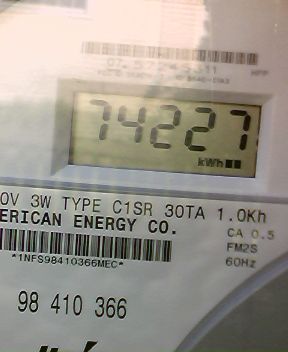 HPP
74227
kWh
0V 3W TYPE C1SR 30TA 1.0Kh
ERICAN ENERGY CO.
CA 0.5
FM2S
*1NFS98410366MEC*
60Hz
98 410 366